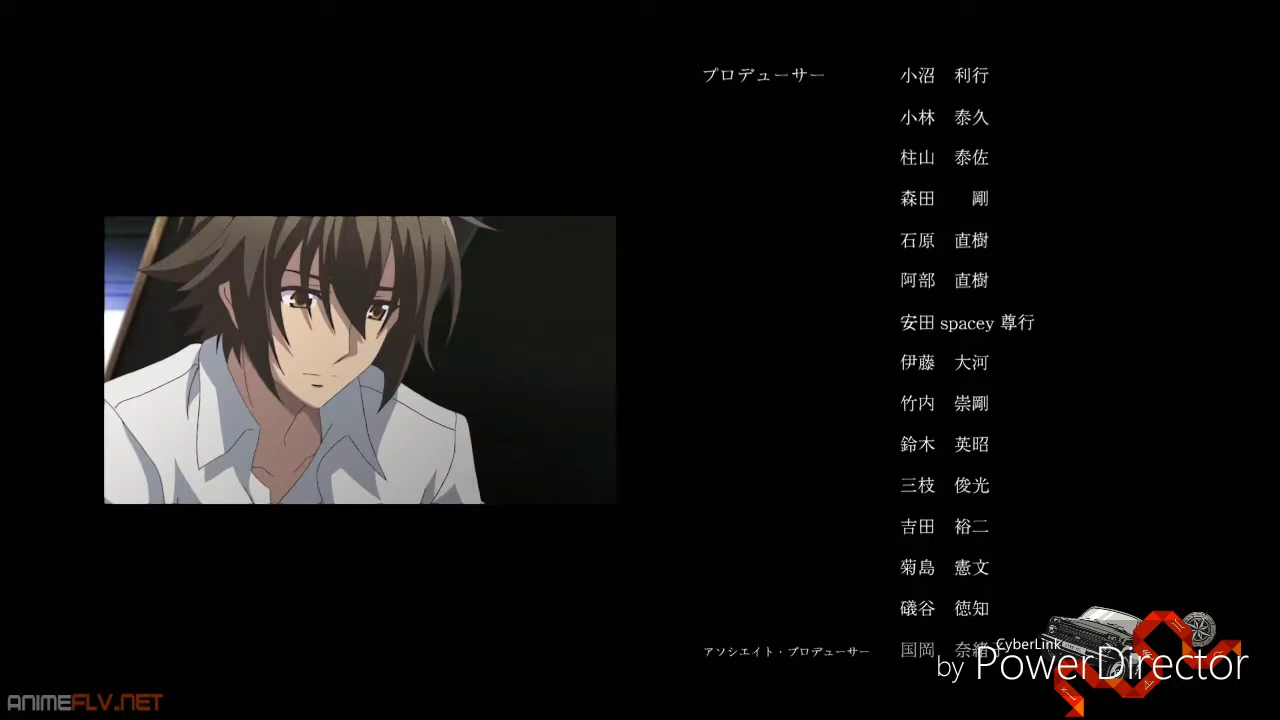 プロデューサー 小沼 利行
小林 泰久
柱山 泰佐
森田 剛
石原 直樹
阿部 直樹
安田 spacey 尊行
伊藤 大河
竹内 崇剛
鈴木 英昭
三枝 俊光
吉田 裕二
菊島 憲文
礒谷 徳知
アソシエイト・プロデューサー 国岡 奈緒子
CyberLink
by PowerDirector
ANIMEFLV.NET